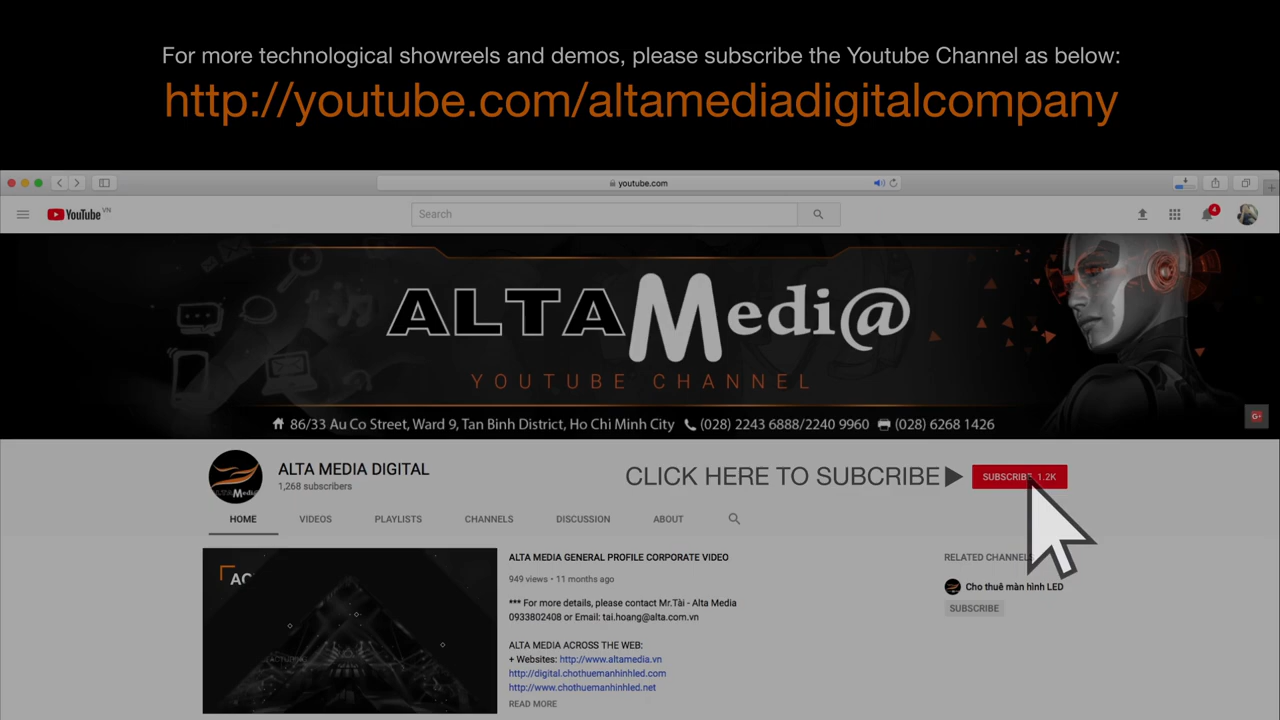 For more technological showreels and demos, please subscribe the Youtube Channel as below:
http://youtube.com/altamediadigitalcompany
youtube.com
YouTube VN
Search
4
ALTAMedi@
YOUTUBE CHANNEL
86/33 Au Co Street, Ward 9, Tan Binh District, Ho Chi Minh City (028) 2243 6888/2240 9960 (028) 6268 1426
G+
ALTA MEDIA DIGITAL
1,268 subscribers
CLICK HERE TO SUBCRIBE
SUBSCRIBE 1.2K
HOME VIDEOS PLAYLISTS CHANNELS DISCUSSION ABOUT
AC
ALTA MEDIA GENERAL PROFILE CORPORATE VIDEO
949 views • 11 months ago
*** For more details, please contact Mr.Tài - Alta Media
0933802408 or Email: tai.hoang@alta.com.vn
ALTA MEDIA ACROSS THE WEB:
+ Websites: http://www.altamedia.vn
http://digital.chothuemanhinhled.com
http://www.chothuemanhinhled.net
READ MORE
RELATED CHANNELS
Cho thuê màn hình LED
SUBSCRIBE